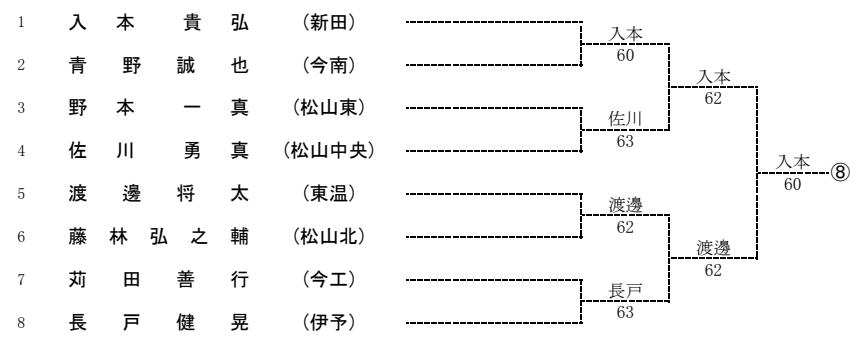 1 入本 貴弘 (新田)
2 青野 誠也 (今南)
3 野本 一真 (松山東)
4 佐川 勇真 (松山中央)
5 渡邊 将太 (東温)
6 藤林 弘之輔 (松山北)
7 苅田 善行 (今工)
8 長戸 健晃 (伊予)
入本
60
佐川
63
渡邊
62
長戸
63
入本
62
渡邊
62
入本
60
⑧